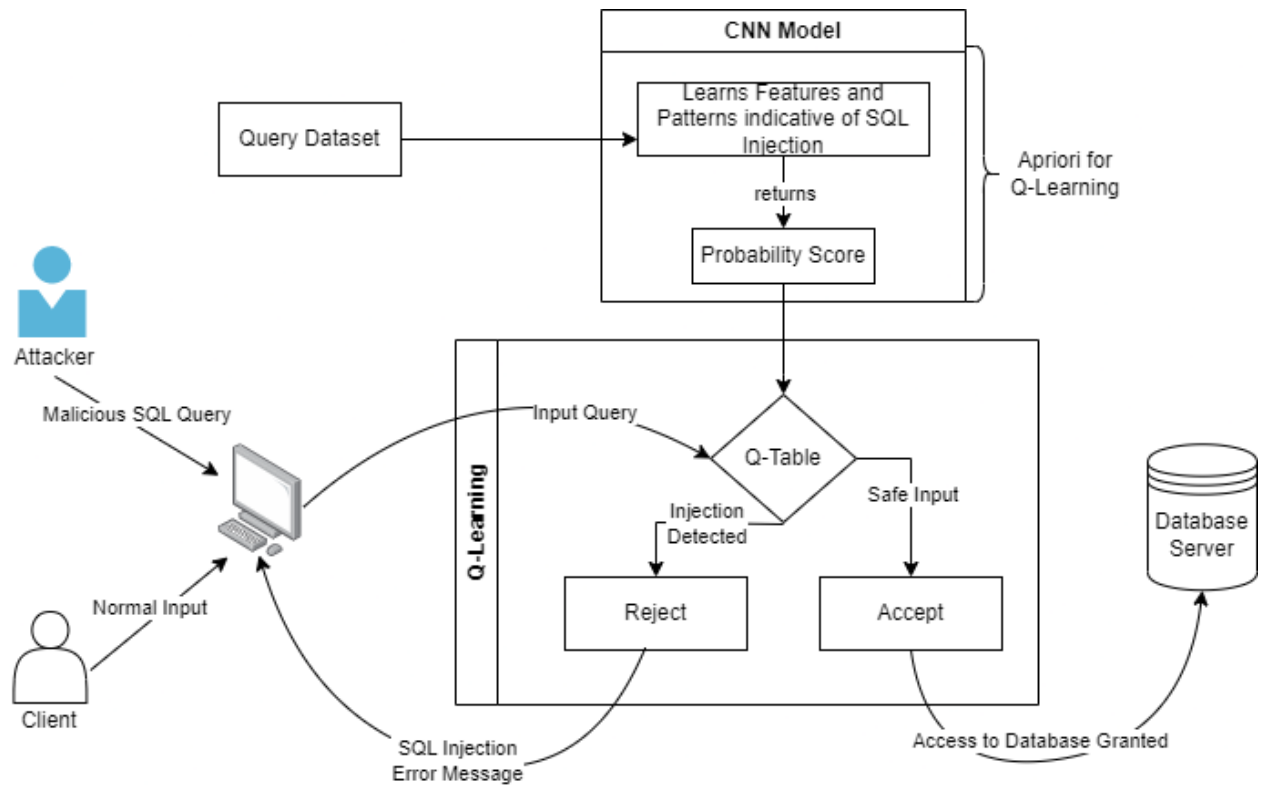 CNN Model
Learns Features and
Patterns indicative of SQL
Injection
Query Dataset
Apriori for
Q-Learning
returns
Probability Score
Attacker
Malicious SQL Query
Input Query
Q-Table
Safe Input
Injection
Detected
Q-Learning
Database
Server
Normal Input
Reject
Accept
Client
SQL Injection
Error Message
Access to Database Granted